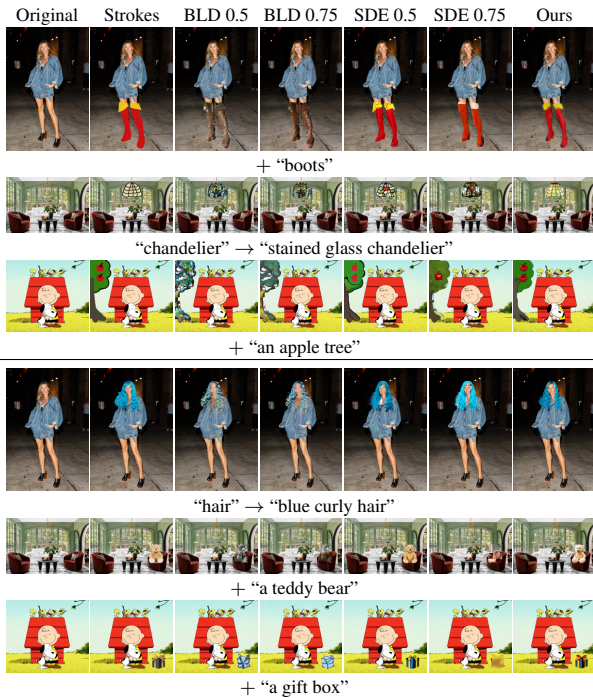 Original Strokes BLD 0.5 BLD 0.75 SDE 0.5 SDE 0.75 Ours
+ “boots”
“chandelier” → “stained glass chandelier”
+ “an apple tree”
“hair” → “blue curly hair”
+ “a teddy bear”
+ “a gift box”